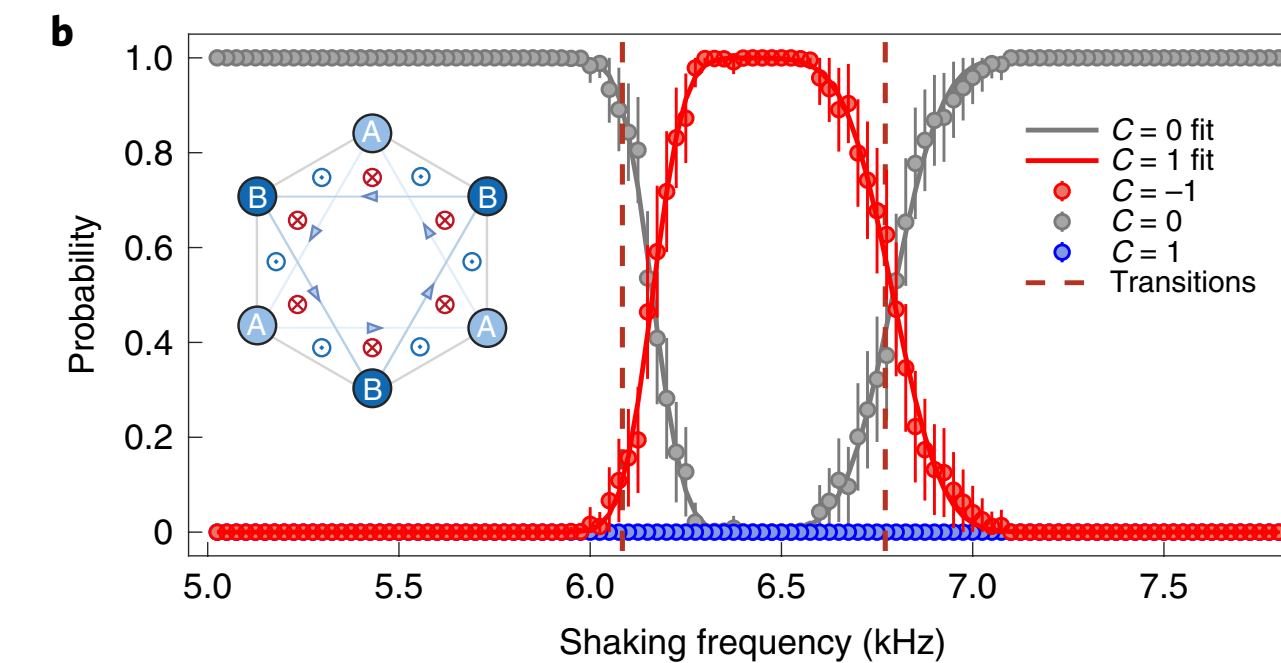 b
Probability
1.0
0.8
0.6
0.4
0.2
0
A
B
B
A
A
B
C = 0 fit
C = 1 fit
C = –1
C = 0
C = 1
Transitions
5.0 5.5 6.0 6.5 7.0 7.5
Shaking frequency (kHz)